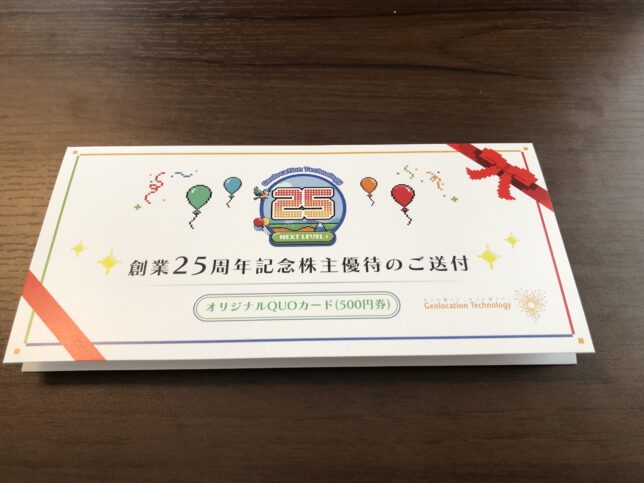 Geolocation Technology
25
NEXT LEVEL
創業25周年記念株主優待のご送付
オリジナルQUOカード(500円券)
Geolocation Technology